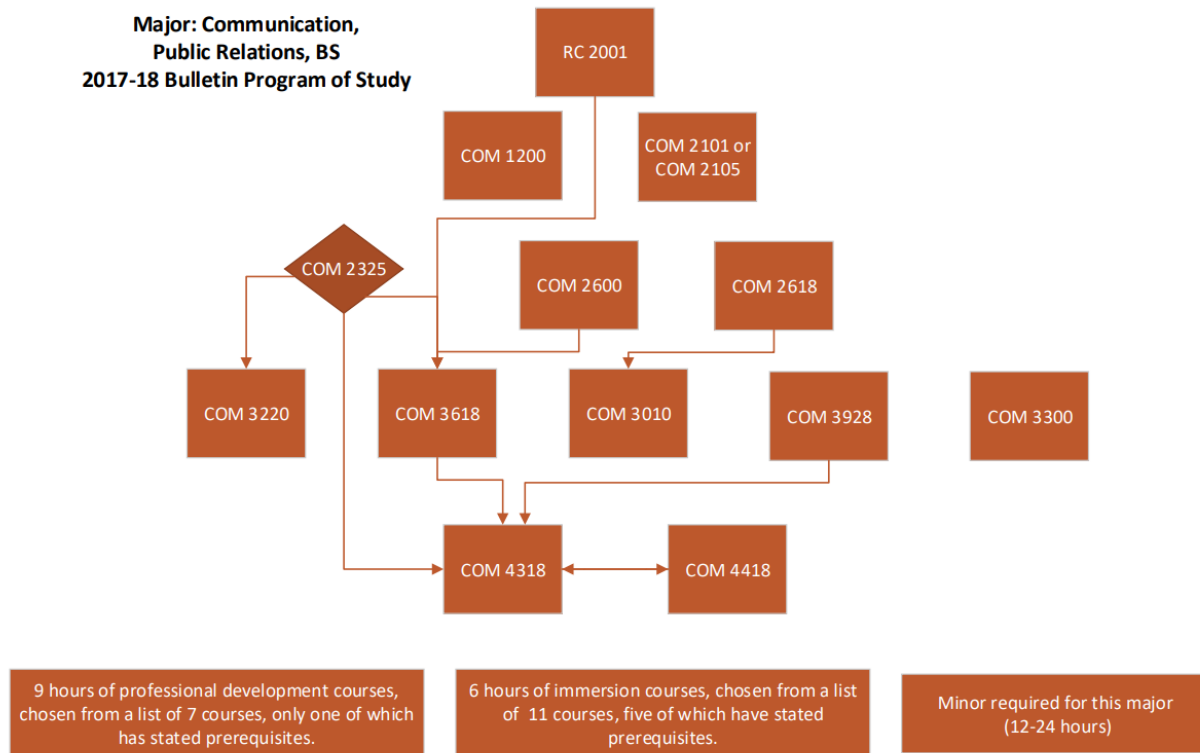 Major: Communication,
Public Relations, BS
2017-18 Bulletin Program of Study
RC 2001
COM 1200
COM 2101 or
COM 2105
COM 2325
COM 2600
COM 2618
COM 3220
COM 3618
COM 3010
COM 3928
COM 3300
COM 4318
COM 4418
9 hours of professional development courses,
chosen from a list of 7 courses, only one of which
has stated prerequisites.
6 hours of immersion courses, chosen from a list
of 11 courses, five of which have stated
prerequisites.
Minor required for this major
(12-24 hours)